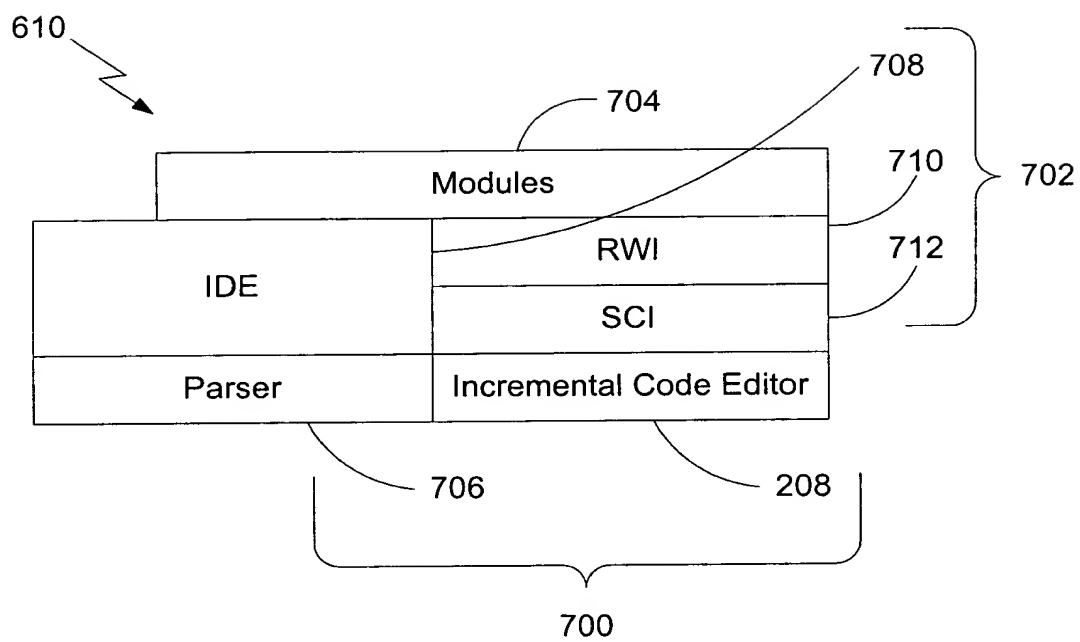 610
708
704
Modules
710
702
RWI
712
IDE
SCI
Parser
Incremental Code Editor
706
208
700